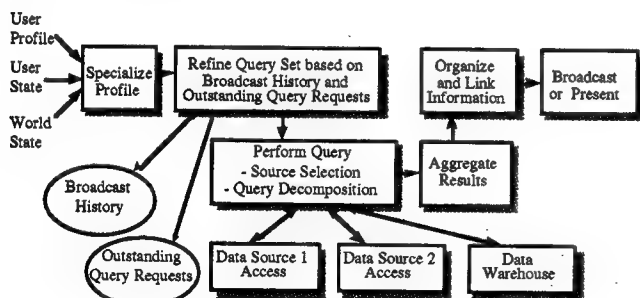 User
Profile
User
State
World
State
Specialize
Profile
Refine Query Set based on
Broadcast History and
Outstanding Query Requests
Organize
and Link
Information
Broadcast
or Present
Perform Query
- Source Selection
- Query Decomposition
Aggregate
Results
Broadcast
History
Outstanding
Query Requests
Data Source 1
Access
Data Source 2
Access
Data
Warehouse